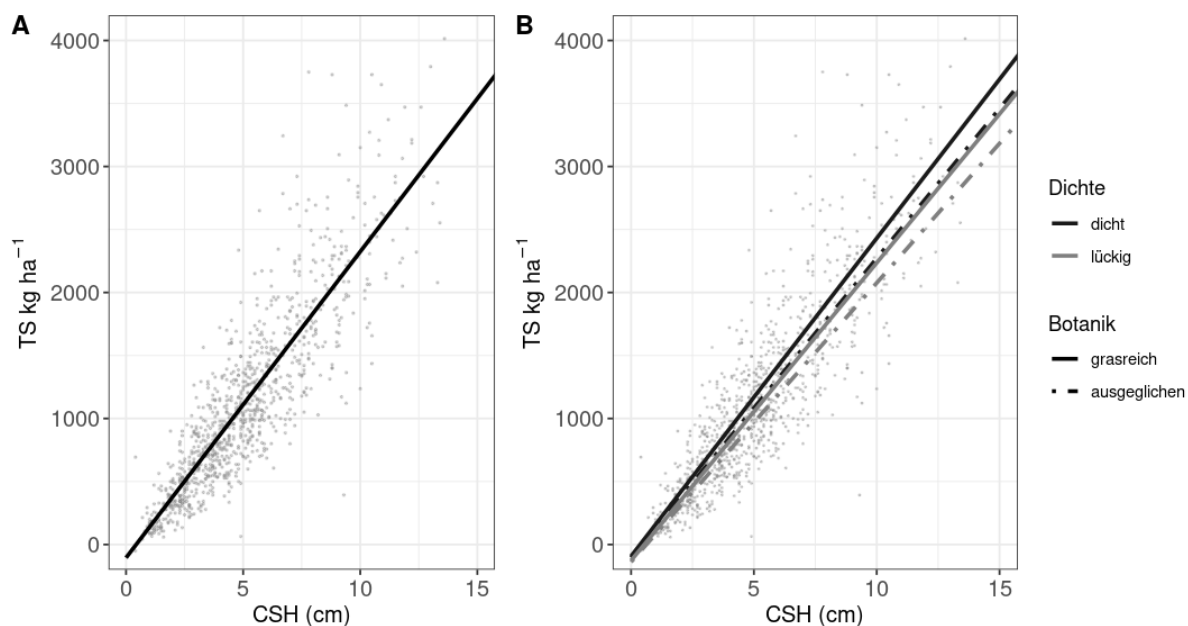 A
TS kg ha⁻¹
4000
3000
2000
1000
0
0 5 10 15
CSH (cm)
B
TS kg ha⁻¹
4000
3000
2000
1000
0
0 5 10 15
CSH (cm)
Dichte
dicht
lückig
Botanik
grasreich
ausgeglichen